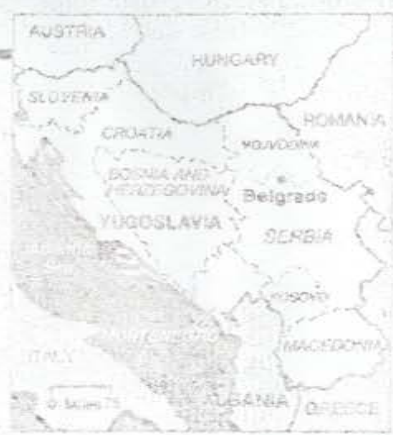 AUSTRIA
HUNGARY
SLOVENIA
ROMANIA
CROATIA
VOJVODINA
BOSNIA AND
HERZEGOVINA
Belgrade
YUGOSLAVIA
SERBIA
KOSOVO
ITALY
MACEDONIA
ALBANIA
GREECE